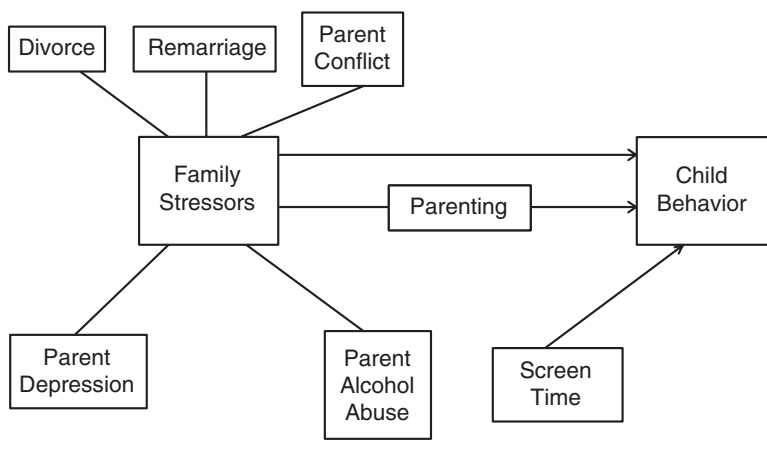 Divorce
Remarriage
Parent
Conflict
Family
Stressors
Parenting
Child
Behavior
Parent
Depression
Parent
Alcohol
Abuse
Screen
Time